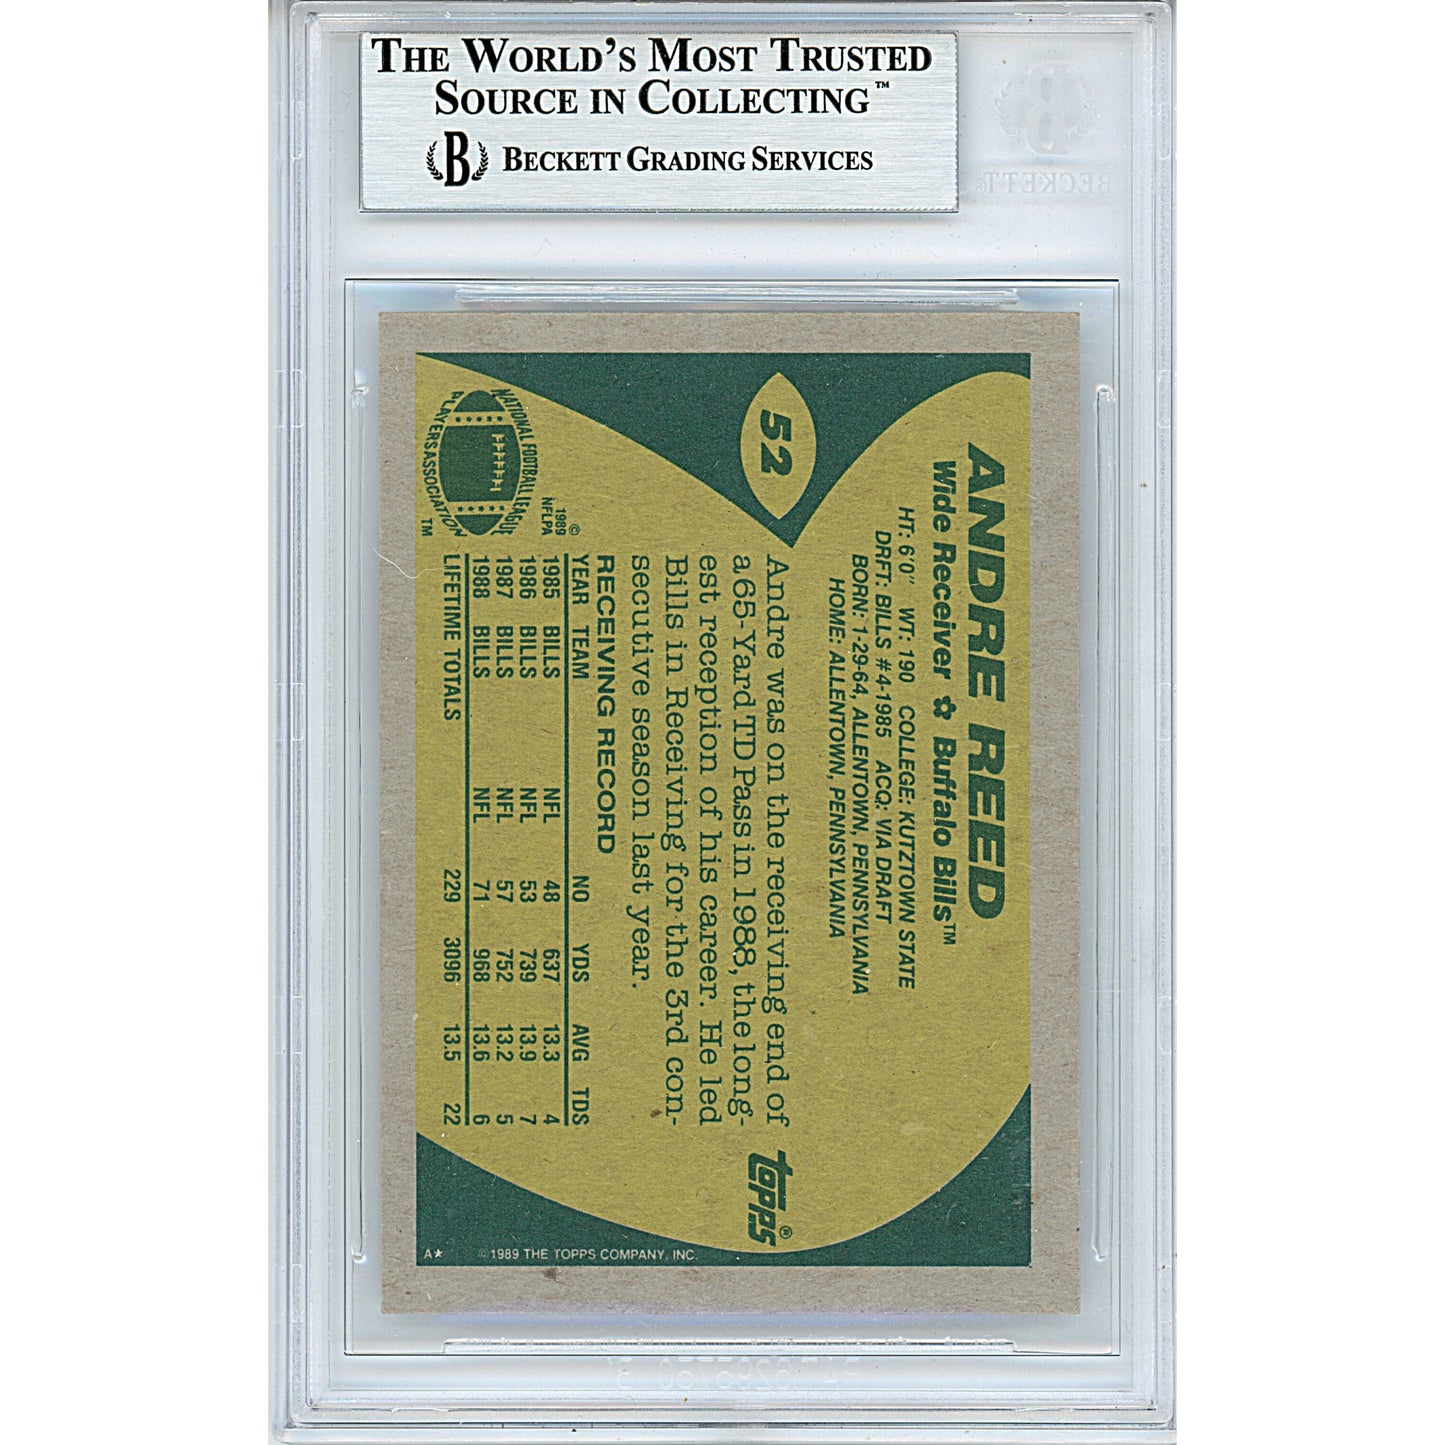 THE WORLD'S MOST TRUSTED
SOURCE IN COLLECTING™
B BECKETT GRADING SERVICES
B
BECKETT
52
ANDRE REED
Wide Receiver ✿ Buffalo Bills™
HT: 6'0" WT: 190 COLLEGE: KUTZTOWN STATE
DRFT: BILLS #4-1985 ACQ: VIA DRAFT
BORN: 1-29-64, ALLENTOWN, PENNSYLVANIA
HOME: ALLENTOWN, PENNSYLVANIA
Andre was on the receiving end of
a 65-Yard TD Pass in 1988, the long-
est reception of his career. He led
Bills in Receiving for the 3rd con-
secutive season last year.
RECEIVING RECORD
YEAR TEAM NO YDS AVG TDS
1985 BILLS NFL 48 637 13.3 4
1986 BILLS NFL 53 739 13.9 7
1987 BILLS NFL 57 752 13.2 5
1988 BILLS NFL 71 968 13.6 6
LIFETIME TOTALS 229 3096 13.5 22
NATIONAL FOOTBALL LEAGUE
PLAYERS ASSOCIATION™
©
1989
NFLPA
TOPPS®
A★ ©1989 THE TOPPS COMPANY, INC.